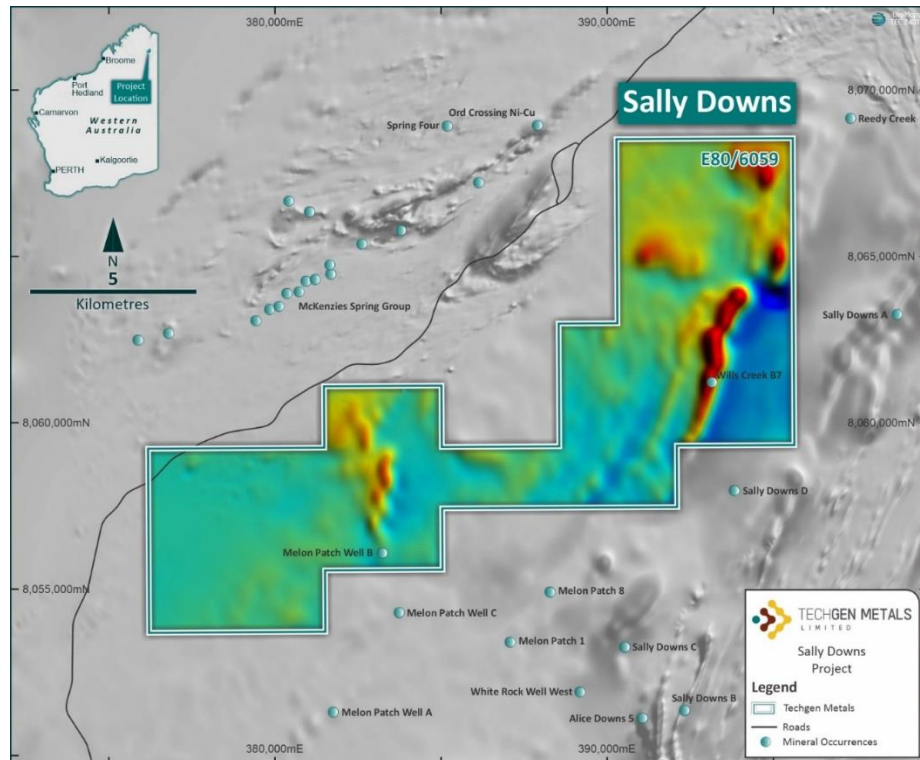 380,000mE
390,000mE
Broome
Port
Hedland
Project
Location
Carnarvon
Western
Australia
Kalgoorlie
PERTH
N
5
Kilometres
Ord Crossing Ni-Cu
Spring Four
Sally Downs
E80/6059
8,070,000mN
Reedy Creek
8,065,000mN
McKenzies Spring Group
Sally Downs A
Wills Creek B7
8,060,000mN
8,060,000mN
Sally Downs D
Melon Patch Well B
8,055,000mN
Melon Patch 8
Melon Patch Well C
Melon Patch 1
Sally Downs C
White Rock Well West
Sally Downs B
Melon Patch Well A
Alice Downs 5
380,000mE
390,000mE
TECHGEN METALS
LIMITED
Sally Downs
Project
Legend
Techgen Metals
Roads
Mineral Occurrences